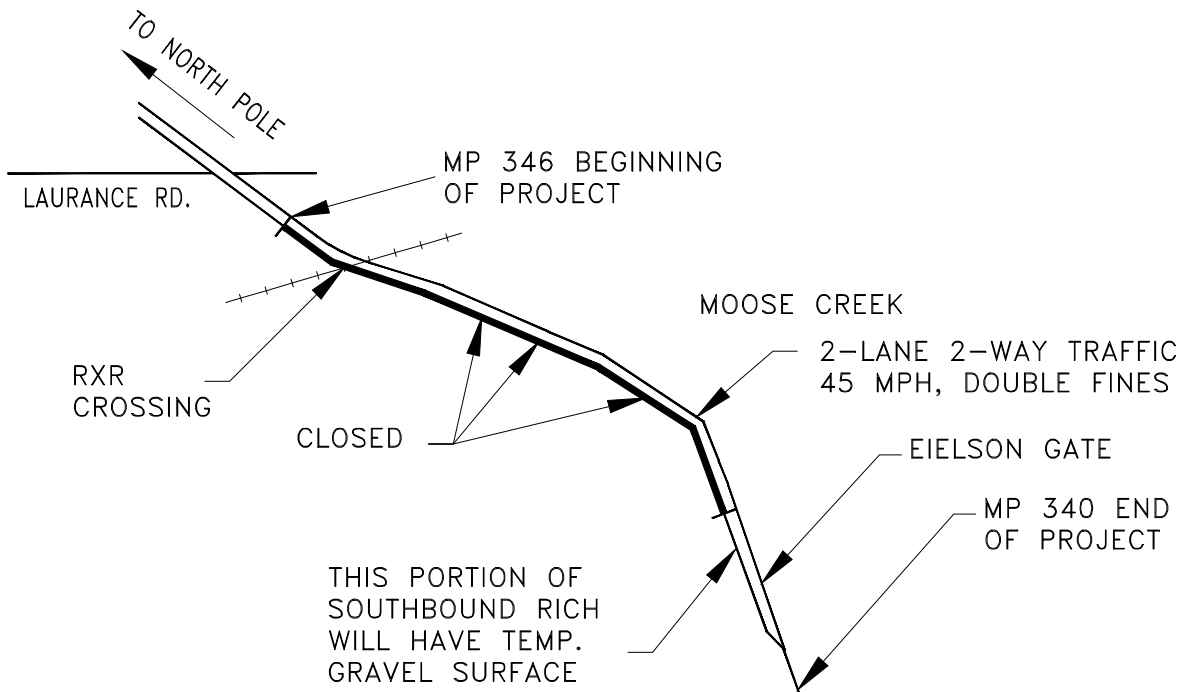 TO NORTH POLE
MP 346 BEGINNING
OF PROJECT
LAURANCE RD.
MOOSE CREEK
2-LANE 2-WAY TRAFFIC
45 MPH, DOUBLE FINES
RXR
CROSSING
CLOSED
EIELSON GATE
MP 340 END
OF PROJECT
THIS PORTION OF
SOUTHBOUND RICH
WILL HAVE TEMP.
GRAVEL SURFACE